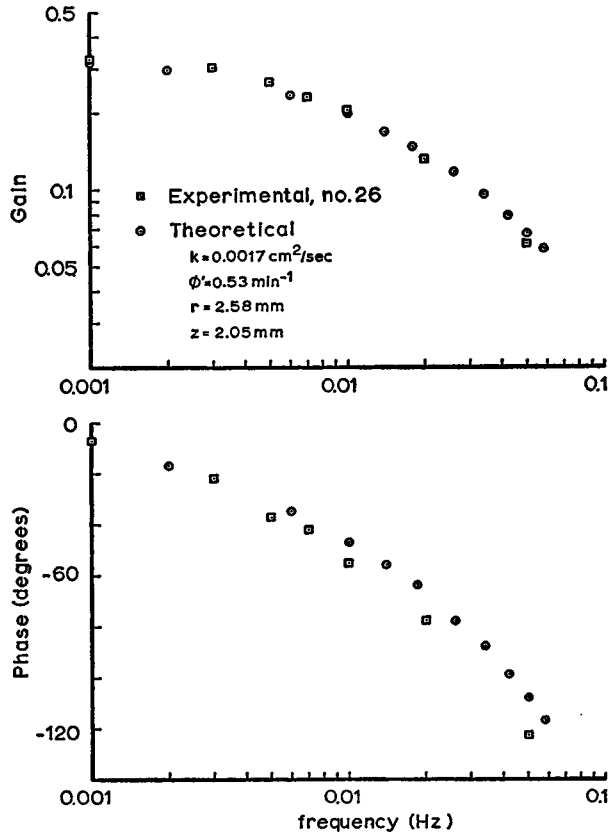 0.5
Gain
0.1
0.05
Experimental, no.26
Theoretical
k=0.0017 cm²/sec
ϕ'=0.53 min⁻¹
r = 2.58 mm
z = 2.05 mm
0.001
0.01
0.1
0
Phase (degrees)
-60
-120
0.001
0.01
0.1
frequency (Hz)